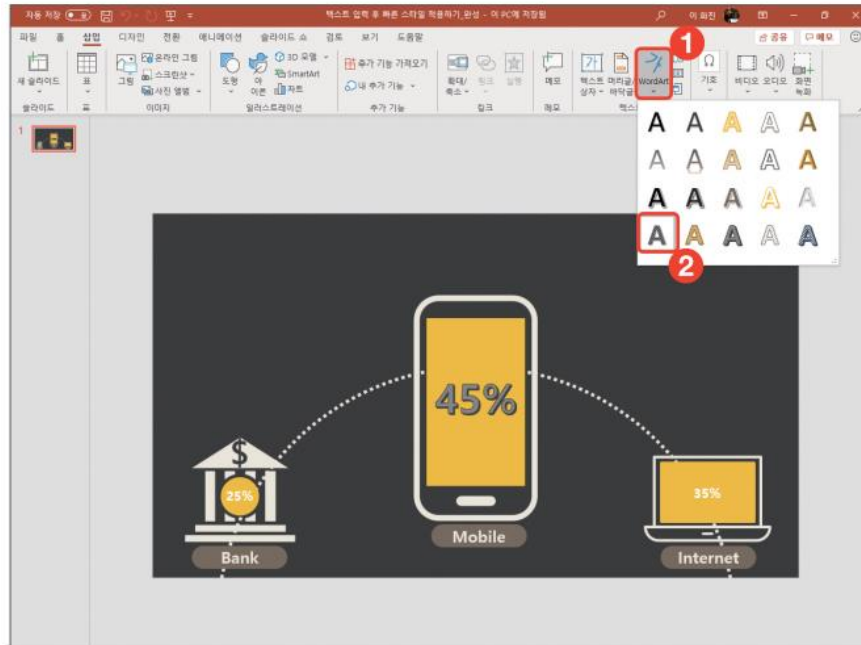 자동 저장
텍스트 입력 후 빠른 스타일 적용하기_완성 - 이 PC에 저장됨
이 화진
파일 홈 삽입 디자인 전환 애니메이션 슬라이드 쇼 검토 보기 도움말
공유 메모
1
새 슬라이드
표
그림
온라인 그림
스크린샷
사진 앨범
도형
아이콘
3D 모델
SmartArt
차트
추가 기능 가져오기
내 추가 기능
확대/축소
링크
실행
메모
텍스트 상자
머리글/바닥글
WordArt
기호
비디오
오디오
화면 녹화
슬라이드 표 이미지 일러스트레이션 추가 기능 링크 메모
1
A A A A A
A A A A A
A A A A A
A A A A A
2
45%
$
25%
35%
Mobile
Bank
Internet